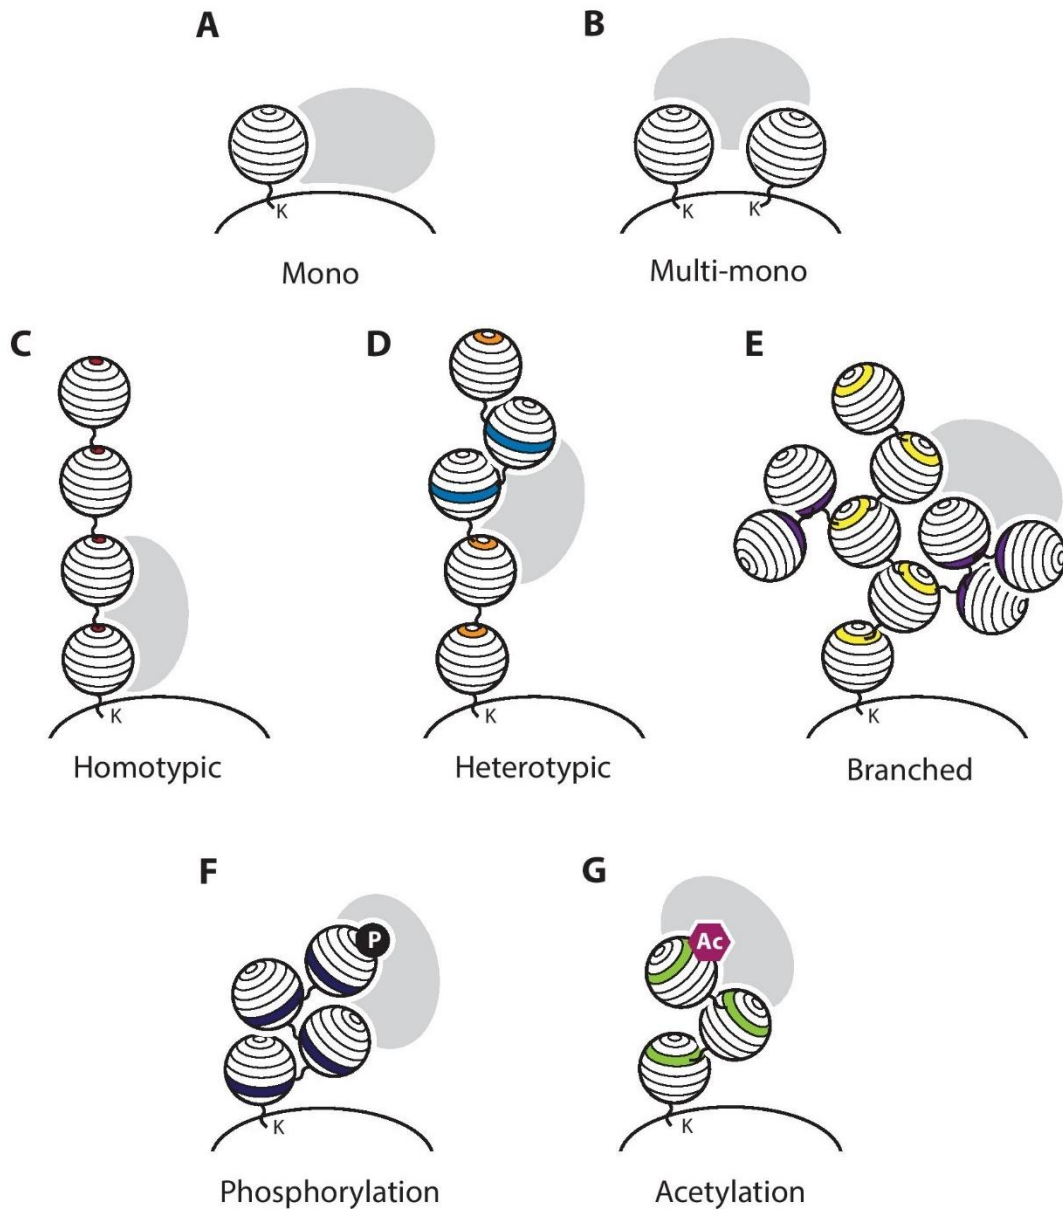 A
B
K
K
K
Mono
Multi-mono
C
D
E
K
K
K
Homotypic
Heterotypic
Branched
F
G
P
Ac
K
K
Phosphorylation
Acetylation